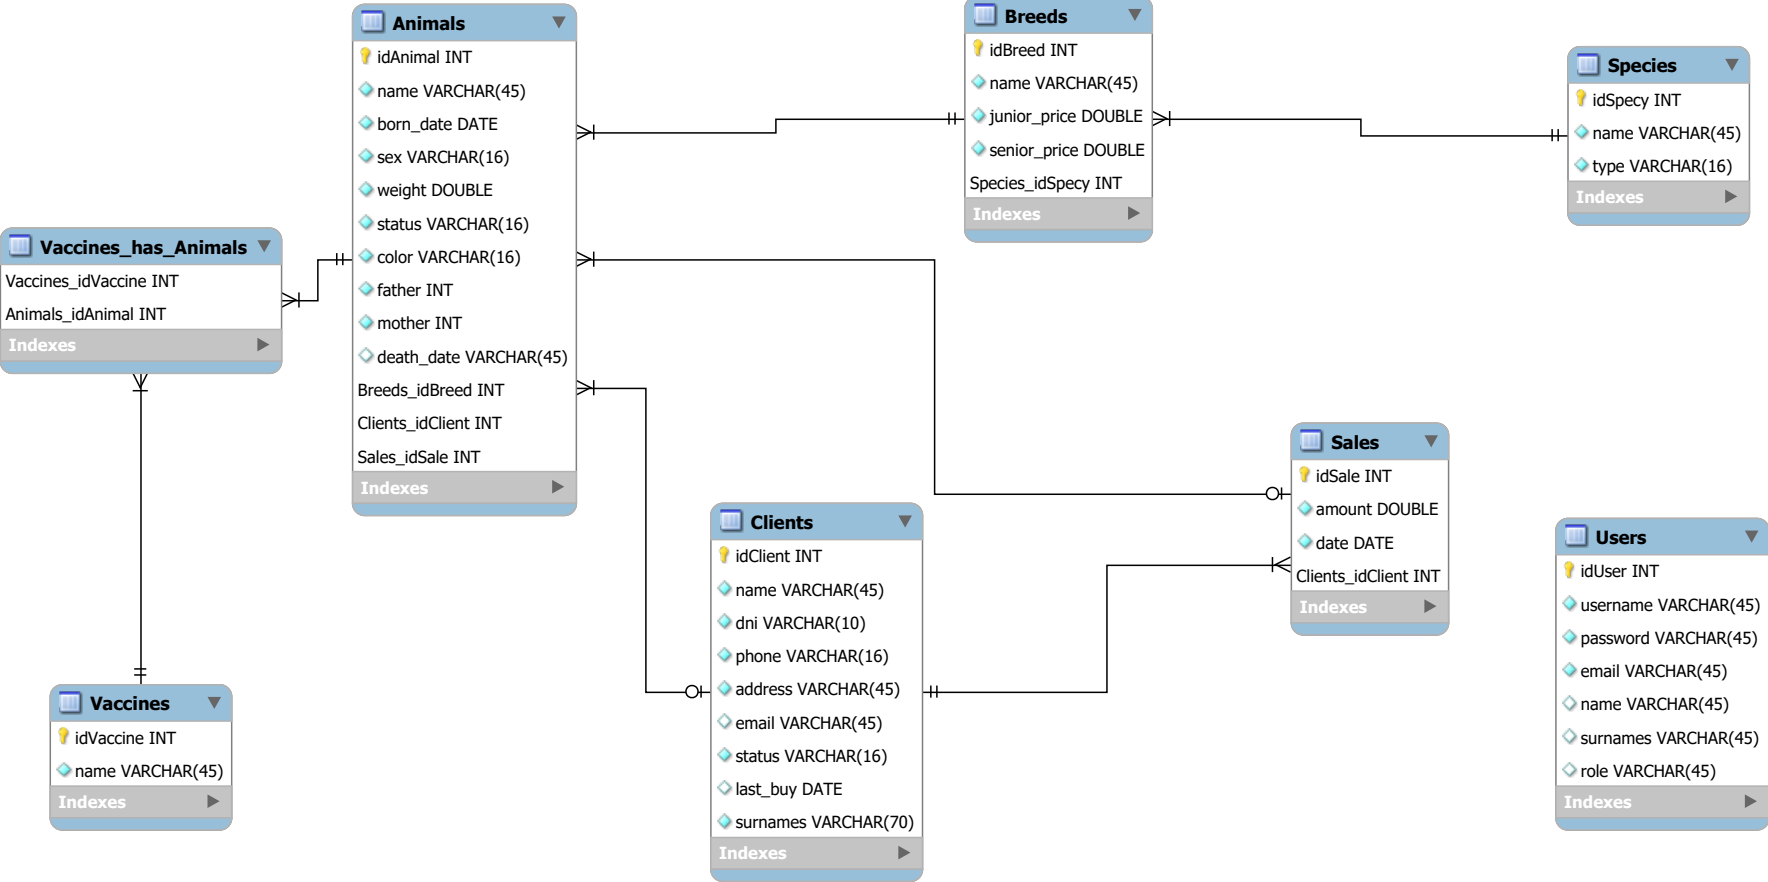 Animals
idAnimal INT
name VARCHAR(45)
born_date DATE
sex VARCHAR(16)
weight DOUBLE
status VARCHAR(16)
color VARCHAR(16)
father INT
mother INT
death_date VARCHAR(45)
Breeds_idBreed INT
Clients_idClient INT
Sales_idSale INT
Indexes
Breeds
idBreed INT
name VARCHAR(45)
junior_price DOUBLE
senior_price DOUBLE
Species_idSpecy INT
Indexes
Species
idSpecy INT
name VARCHAR(45)
type VARCHAR(16)
Indexes
Vaccines_has_Animals
Vaccines_idVaccine INT
Animals_idAnimal INT
Indexes
Sales
idSale INT
amount DOUBLE
date DATE
Clients_idClient INT
Indexes
Clients
idClient INT
name VARCHAR(45)
dni VARCHAR(10)
phone VARCHAR(16)
address VARCHAR(45)
email VARCHAR(45)
status VARCHAR(16)
last_buy DATE
surnames VARCHAR(70)
Indexes
Users
idUser INT
username VARCHAR(45)
password VARCHAR(45)
email VARCHAR(45)
name VARCHAR(45)
surnames VARCHAR(45)
role VARCHAR(45)
Indexes
Vaccines
idVaccine INT
name VARCHAR(45)
Indexes